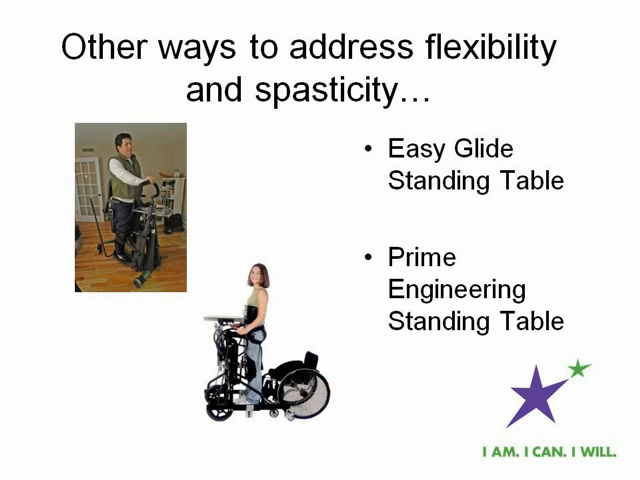 Other ways to address flexibility
and spasticity…
• Easy Glide
Standing Table
• Prime
Engineering
Standing Table
I AM. I CAN. I WILL.